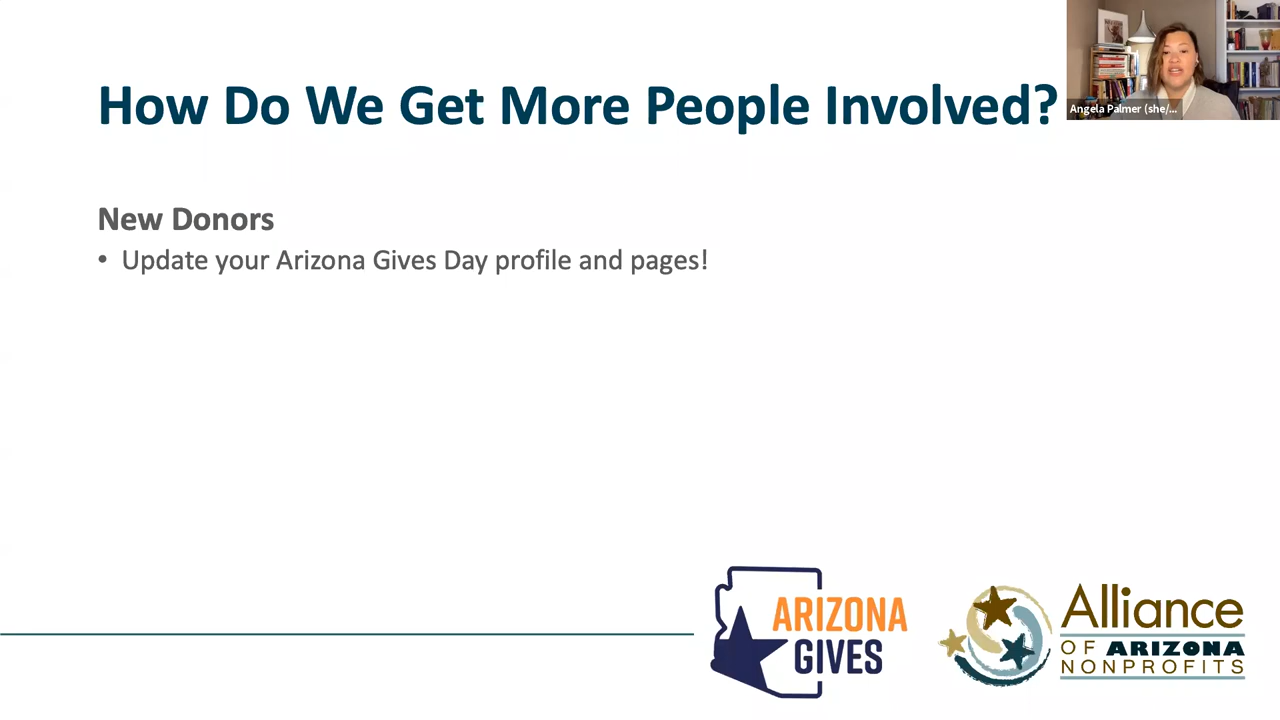 How Do We Get More People Involved?
Angela Palmer (she/...
New Donors
• Update your Arizona Gives Day profile and pages!
ARIZONA
GIVES
Alliance
OF ARIZONA
NONPROFITS